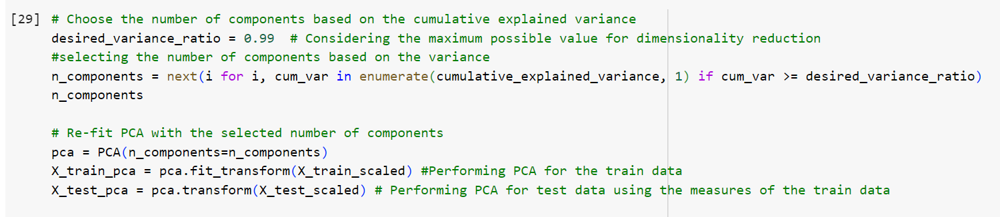 [29] # Choose the number of components based on the cumulative explained variance
desired_variance_ratio = 0.99  # Considering the maximum possible value for dimensionality reduction
#selecting the number of components based on the variance
n_components = next(i for i, cum_var in enumerate(cumulative_explained_variance, 1) if cum_var >= desired_variance_ratio)
n_components

# Re-fit PCA with the selected number of components
pca = PCA(n_components=n_components)
X_train_pca = pca.fit_transform(X_train_scaled) #Performing PCA for the train data
X_test_pca = pca.transform(X_test_scaled) # Performing PCA for test data using the measures of the train data